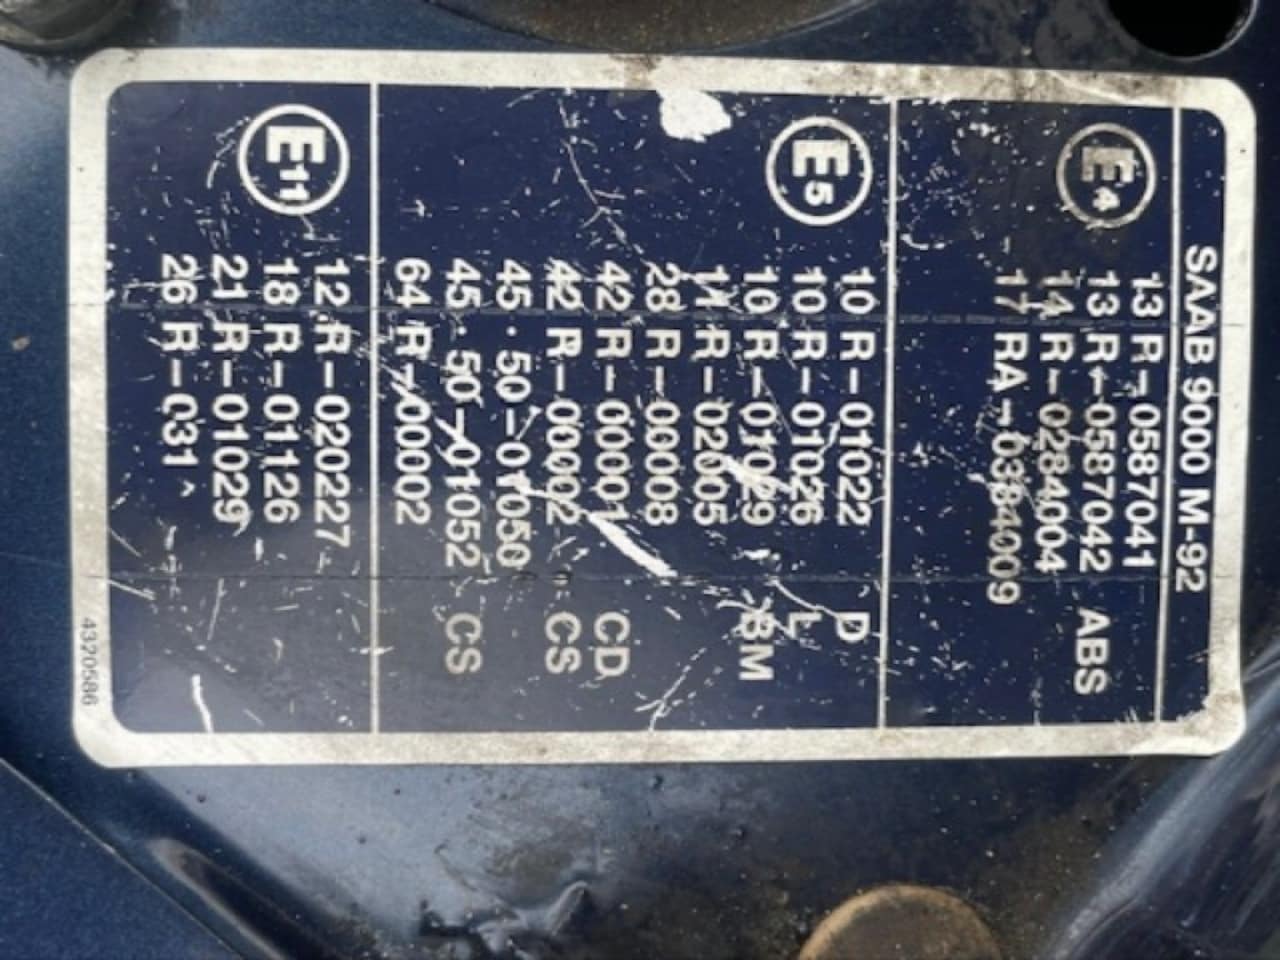 SAAB 9000 M-92
E4
13 R-0587041
13 R-0587042 ABS
14 R-0284004
17 RA-0384009
E5
10 R-01022 D
10 R-01026 L
10 R-01029 BM
11 R-02005
28 R-00008
42 R-00001 CD
42 R-00002 CS
45.50-01050
45.50-01052 CS
64 R-00002
E11
12 R-020227
18 R-01126
21 R-01029
26 R-031
4320586